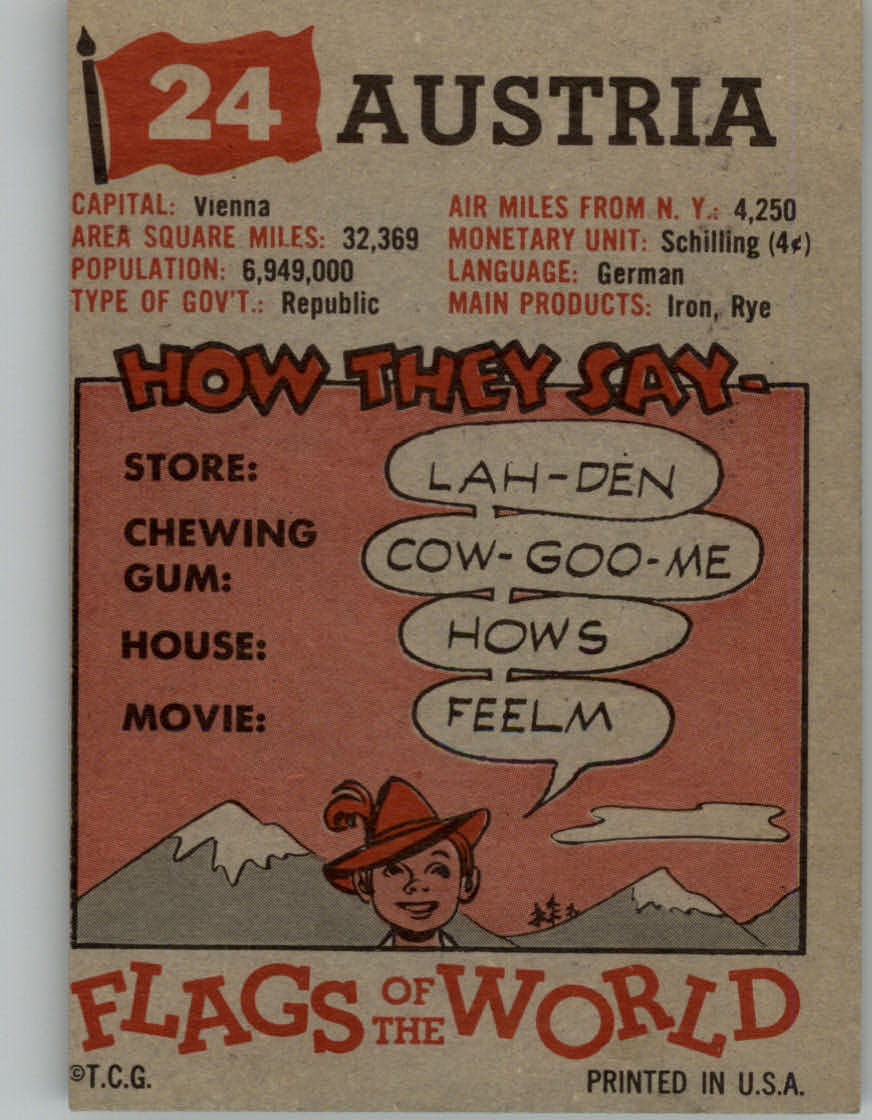 24 AUSTRIA
CAPITAL: Vienna
AREA SQUARE MILES: 32,369
POPULATION: 6,949,000
TYPE OF GOV'T.: Republic
AIR MILES FROM N. Y.: 4,250
MONETARY UNIT: Schilling (4¢)
LANGUAGE: German
MAIN PRODUCTS: Iron, Rye
HOW THEY SAY-
STORE: LAH-DEN
CHEWING
GUM: COW-GOO-ME
HOUSE: HOWS
MOVIE: FEELM
FLAGS OF THE WORLD
©T.C.G. PRINTED IN U.S.A.